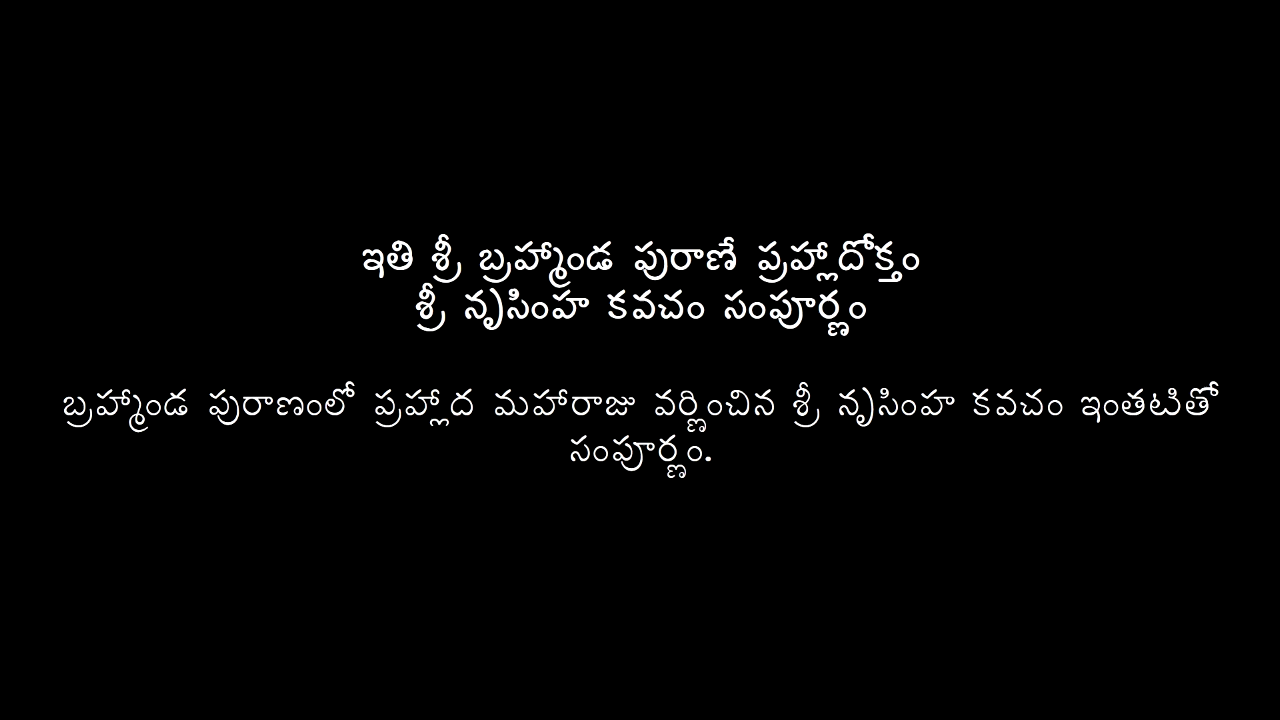 ఇతి శ్రీ బ్రహ్మాండ పురాణే ప్రహ్లాదోక్తం
శ్రీ నృసింహ కవచం సంపూర్ణం
బ్రహ్మాండ పురాణంలో ప్రహ్లాద మహారాజు వర్ణించిన శ్రీ నృసింహ కవచం ఇంతటితో
సంపూర్ణం.